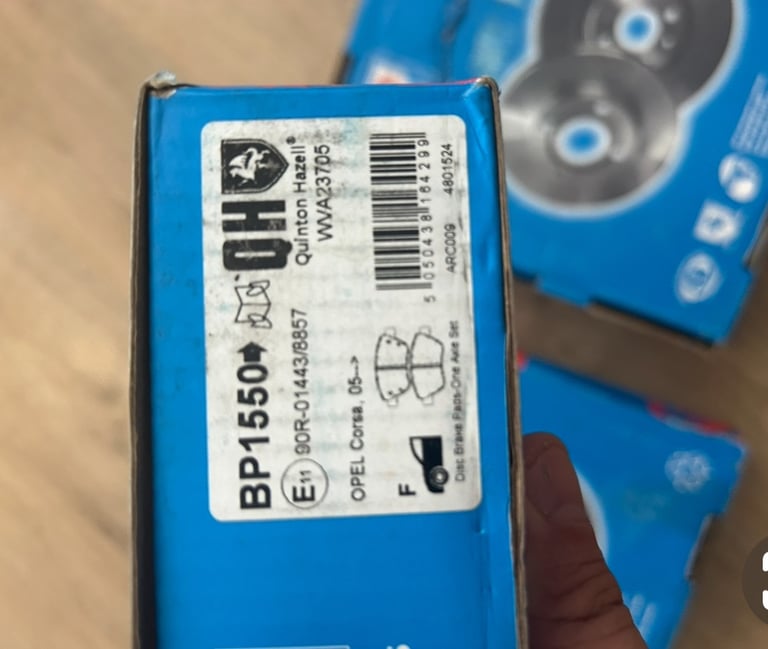 QH
Quinton Hazell®
WVA23705
BP1550
E11 90R-01443/8857
OPEL Corsa, 05-->
5 050438 164299
F
ARC009 4801524
Disc Brake Pads-One Axle Set